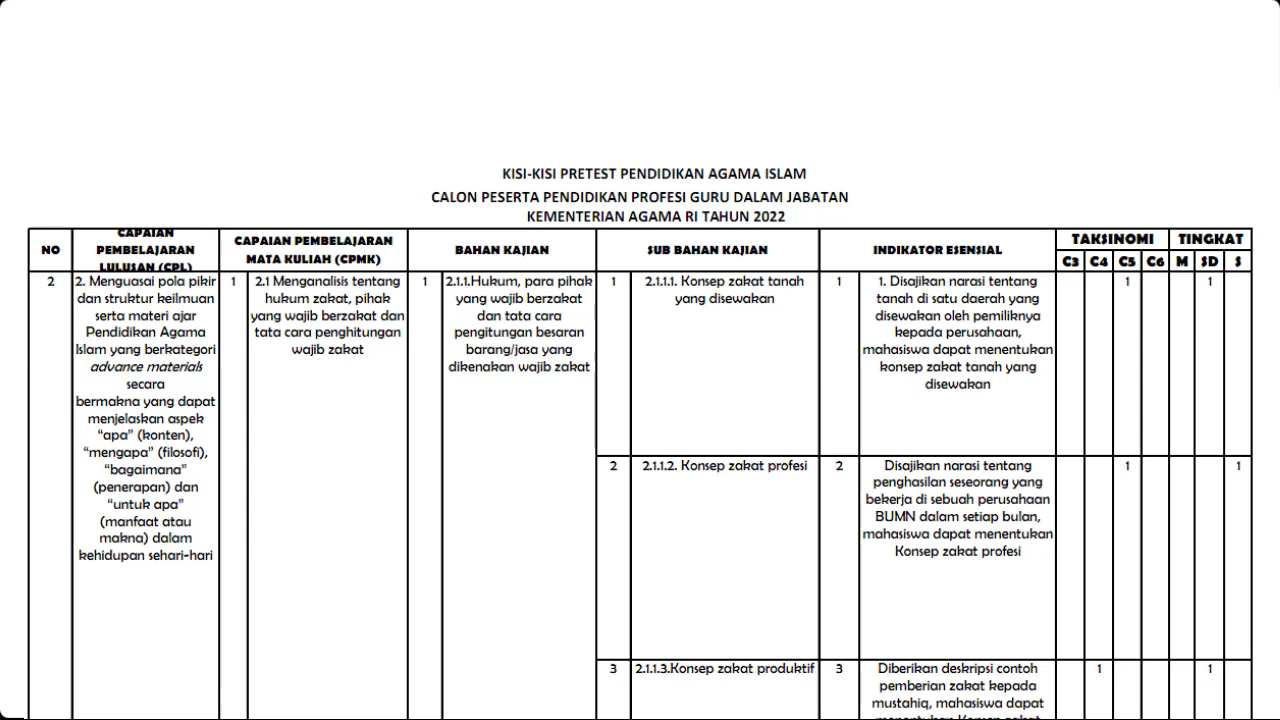 KISI-KISI PRETEST PENDIDIKAN AGAMA ISLAM
CALON PESERTA PENDIDIKAN PROFESI GURU DALAM JABATAN
KEMENTERIAN AGAMA RI TAHUN 2022
NO
CAPAIAN
PEMBELAJARAN
LULUSAN (CPL)
CAPAIAN PEMBELAJARAN
MATA KULIAH (CPMK)
BAHAN KAJIAN
SUB BAHAN KAJIAN
INDIKATOR ESENSIAL
TAKSINOMI
TINGKAT
C3 C4 C5 C6 M SD S
2
2. Menguasai pola pikir
dan struktur keilmuan
serta materi ajar
Pendidikan Agama
Islam yang berkategori
advance materials
secara
bermakna yang dapat
menjelaskan aspek
“apa” (konten),
“mengapa” (filosofi),
“bagaimana”
(penerapan) dan
“untuk apa”
(manfaat atau
makna) dalam
kehidupan sehari-hari
1
2.1 Menganalisis tentang
hukum zakat, pihak
yang wajib berzakat dan
tata cara penghitungan
wajib zakat
1
2.1.1.Hukum, para pihak
yang wajib berzakat
dan tata cara
pengitungan besaran
barang/jasa yang
dikenakan wajib zakat
1
2.1.1.1. Konsep zakat tanah
yang disewakan
1
1. Disajikan narasi tentang
tanah di satu daerah yang
disewakan oleh pemiliknya
kepada perusahaan,
mahasiswa dapat menentukan
konsep zakat tanah yang
disewakan
1
1
2
2.1.1.2. Konsep zakat profesi
2
Disajikan narasi tentang
penghasilan seseorang yang
bekerja di sebuah perusahaan
BUMN dalam setiap bulan,
mahasiswa dapat menentukan
Konsep zakat profesi
1
1
3
2.1.1.3.Konsep zakat produktif
3
Diberikan deskripsi contoh
pemberian zakat kepada
mustahiq, mahasiswa dapat
menentukan Konsep zakat
1
1